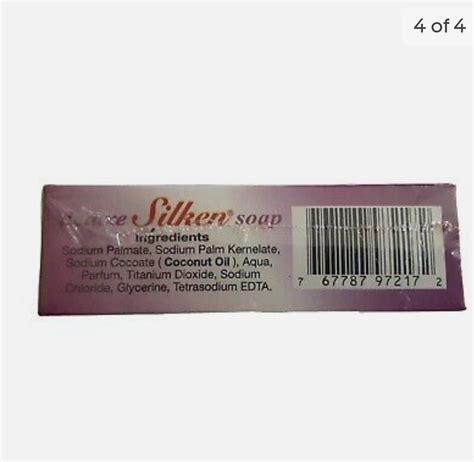 4 of 4
Silken® soap
Ingredients
Sodium Palmate, Sodium Palm Kernelate,
Sodium Cocoate ( Coconut Oil ), Aqua,
Parfum, Titanium Dioxide, Sodium
Chloride, Glycerine, Tetrasodium EDTA.
7 67787 97217 2